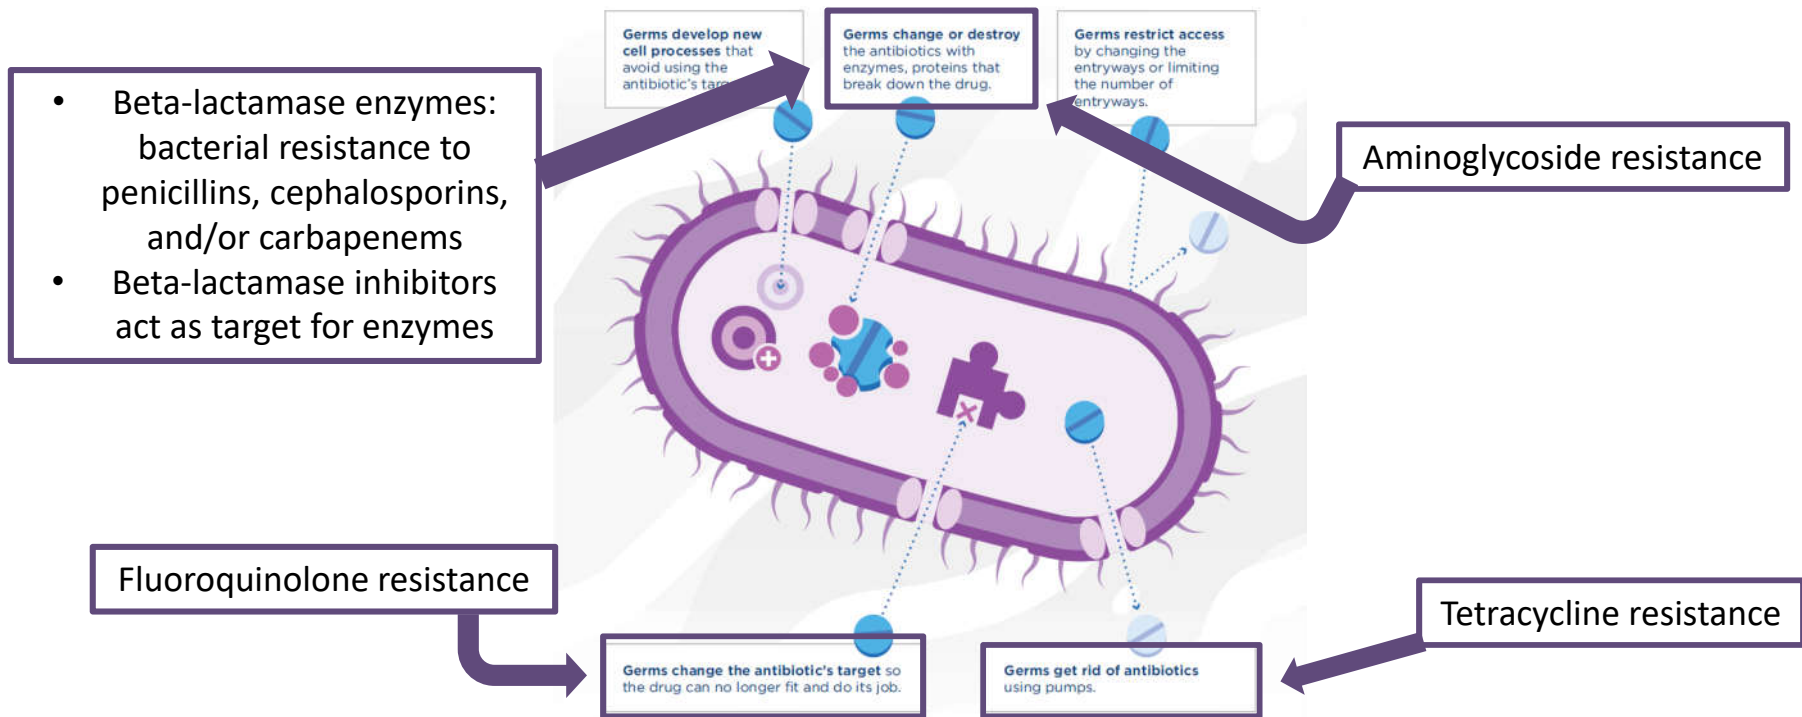 Germs develop new
cell processes that
avoid using the
antibiotic's
Germs change or destroy
the antibiotics with
enzymes, proteins that
break down the drug.
Germs restrict access
by changing the
entryways or limiting
the number of
entryways.
• Beta-lactamase enzymes:
bacterial resistance to
penicillins, cephalosporins,
and/or carbapenems
• Beta-lactamase inhibitors
act as target for enzymes
Aminoglycoside resistance
Fluoroquinolone resistance
Tetracycline resistance
Germs change the antibiotic's target so
the drug can no longer fit and do its job.
Germs get rid of antibiotics
using pumps.